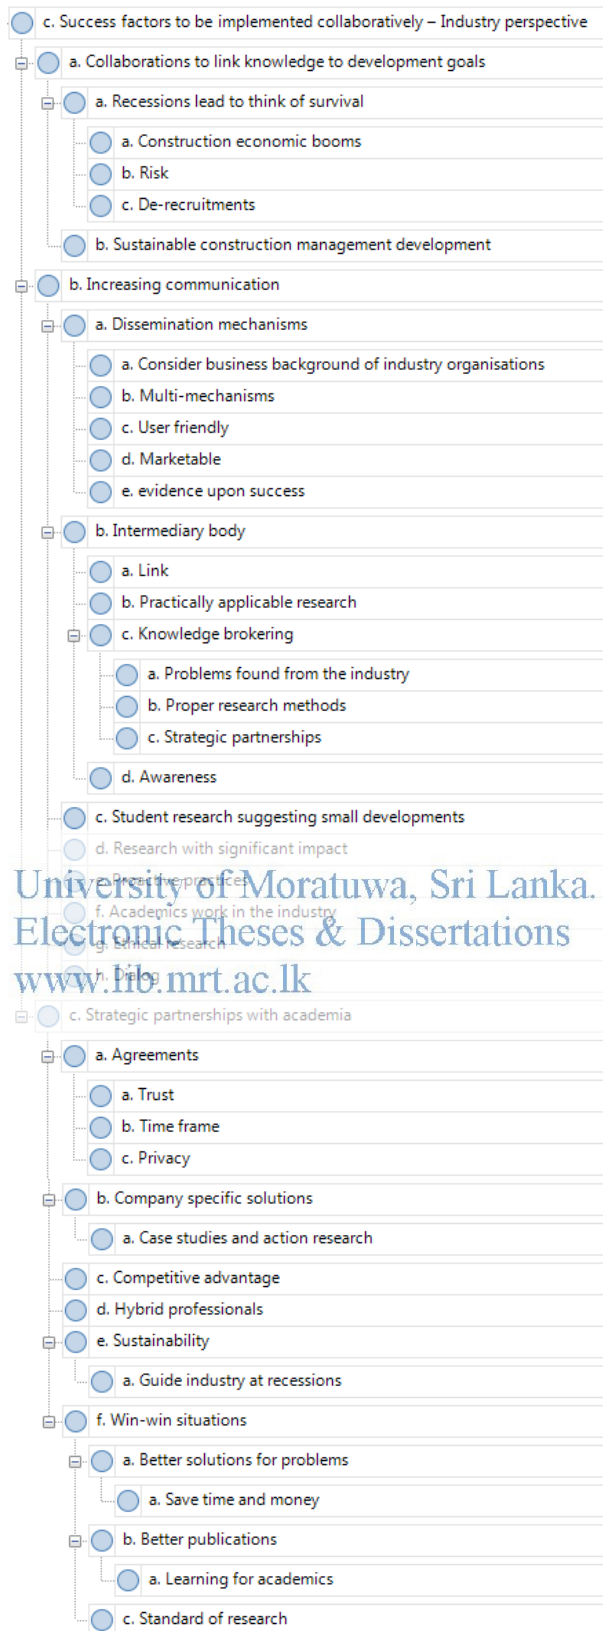 c. Success factors to be implemented collaboratively – Industry perspective
a. Collaborations to link knowledge to development goals
a. Recessions lead to think of survival
a. Construction economic booms
b. Risk
c. De-recruitments
b. Sustainable construction management development
b. Increasing communication
a. Dissemination mechanisms
a. Consider business background of industry organisations
b. Multi-mechanisms
c. User friendly
d. Marketable
e. evidence upon success
b. Intermediary body
a. Link
b. Practically applicable research
c. Knowledge brokering
a. Problems found from the industry
b. Proper research methods
c. Strategic partnerships
d. Awareness
c. Student research suggesting small developments
d. Research with significant impact
e. Proactive practices
University of Moratuwa, Sri Lanka.
f. Academics work in the industry
Electronic Theses & Dissertations
g. Ethical research
h. Dialog
www.lib.mrt.ac.lk
c. Strategic partnerships with academia
a. Agreements
a. Trust
b. Time frame
c. Privacy
b. Company specific solutions
a. Case studies and action research
c. Competitive advantage
d. Hybrid professionals
e. Sustainability
a. Guide industry at recessions
f. Win-win situations
a. Better solutions for problems
a. Save time and money
b. Better publications
a. Learning for academics
c. Standard of research